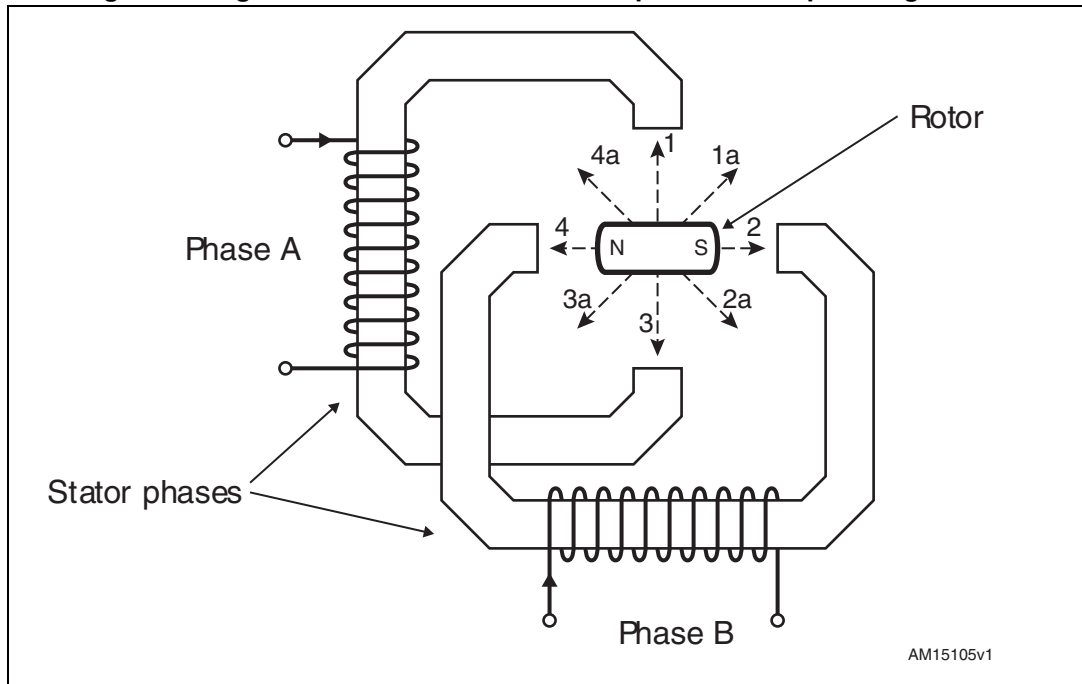 Rotor
1
4a
1a
4
N
S
2
Phase A
3a
3
2a
Stator phases
Phase B
AM15105v1